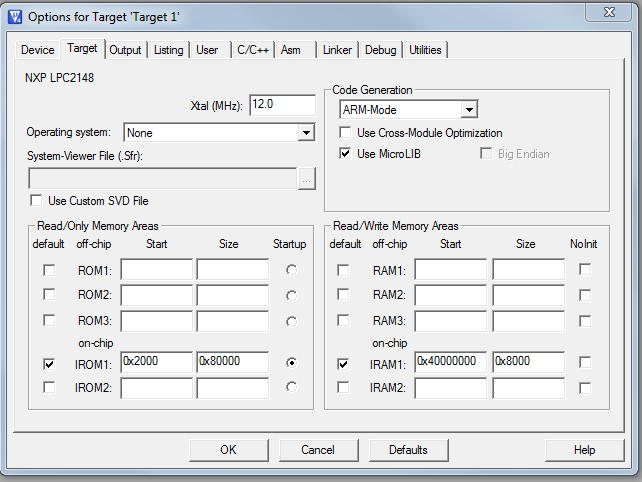 Options for Target 'Target 1'
Device Target Output Listing User C/C++ Asm Linker Debug Utilities
NXP LPC2148
Xtal (MHz): 12.0
Operating system: None
System-Viewer File (.Sfr):
...
Use Custom SVD File
Code Generation
ARM-Mode
Use Cross-Module Optimization
Use MicroLIB Big Endian
Read/Only Memory Areas
default off-chip Start Size Startup
ROM1:
ROM2:
ROM3:
on-chip
IROM1: 0x2000 0x80000
IROM2:
Read/Write Memory Areas
default off-chip Start Size NoInit
RAM1:
RAM2:
RAM3:
on-chip
IRAM1: 0x40000000 0x8000
IRAM2:
OK Cancel Defaults Help